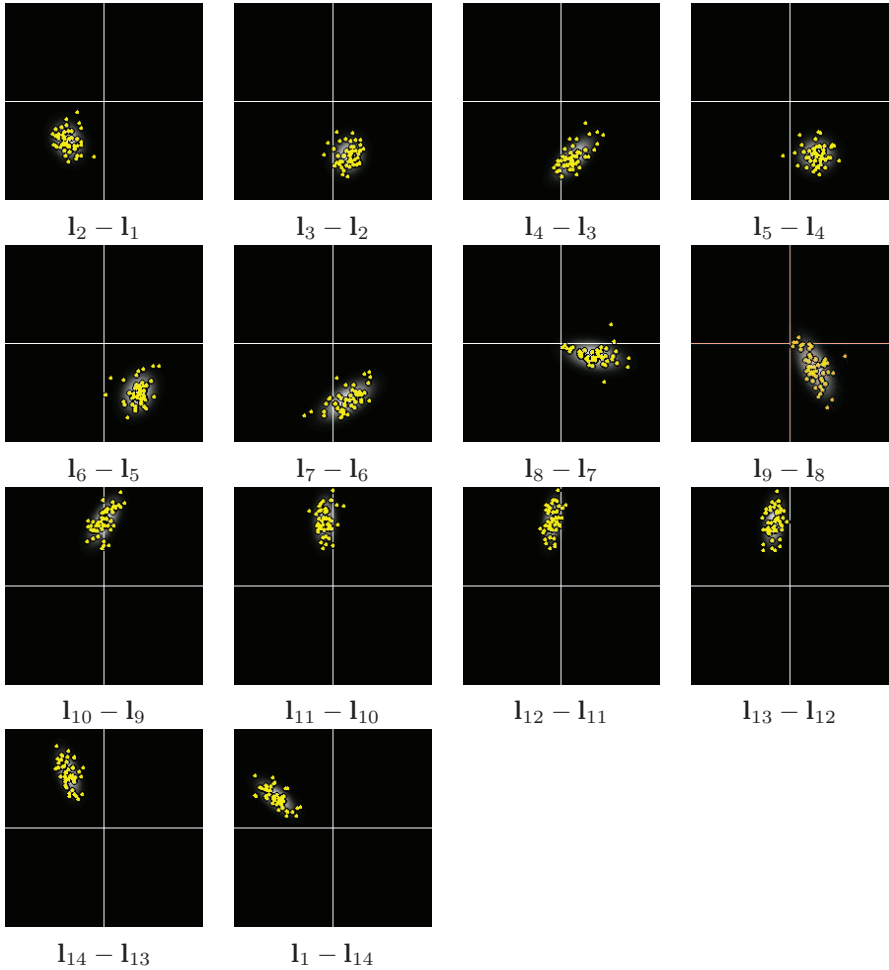 l₂ − l₁
l₃ − l₂
l₄ − l₃
l₅ − l₄
l₆ − l₅
l₇ − l₆
l₈ − l₇
l₉ − l₈
l₁₀ − l₉
l₁₁ − l₁₀
l₁₂ − l₁₁
l₁₃ − l₁₂
l₁₄ − l₁₃
l₁ − l₁₄